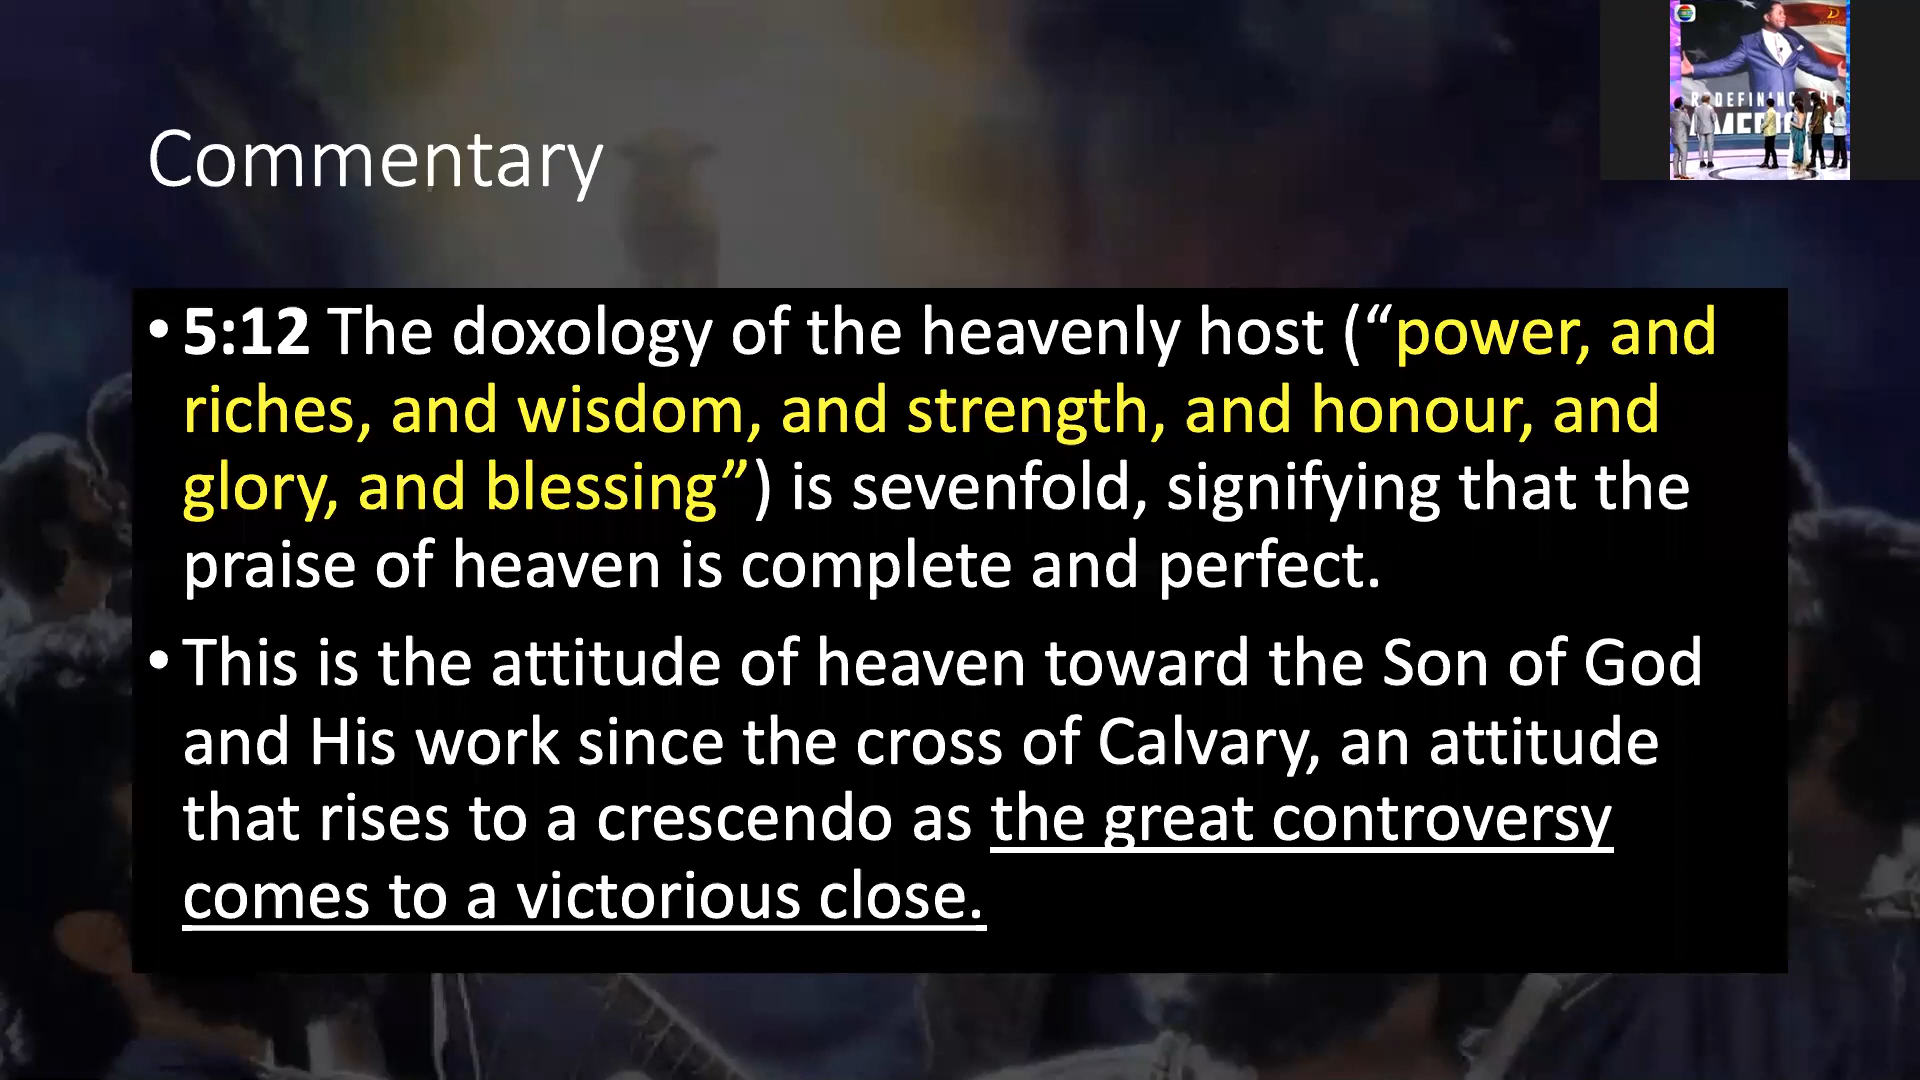 Commentary
REDEFINING THE
• 5:12 The doxology of the heavenly host (“power, and
riches, and wisdom, and strength, and honour, and
glory, and blessing”) is sevenfold, signifying that the
praise of heaven is complete and perfect.
• This is the attitude of heaven toward the Son of God
and His work since the cross of Calvary, an attitude
that rises to a crescendo as the great controversy
comes to a victorious close.